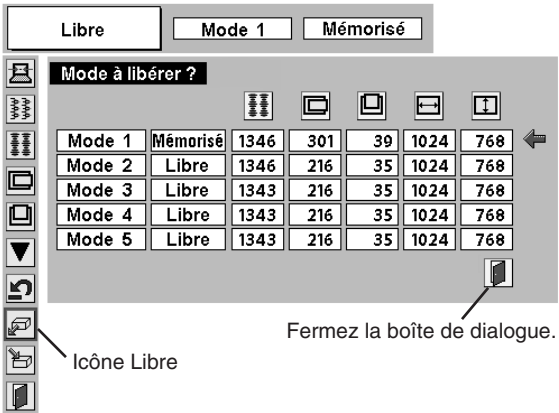 Libre Mode 1 Mémorisé
Mode à libérer ?
Mode 1 Mémorisé 1346 301 39 1024 768
Mode 2 Libre 1346 216 35 1024 768
Mode 3 Libre 1343 216 35 1024 768
Mode 4 Libre 1343 216 35 1024 768
Mode 5 Libre 1343 216 35 1024 768
Fermez la boîte de dialogue.
Icône Libre